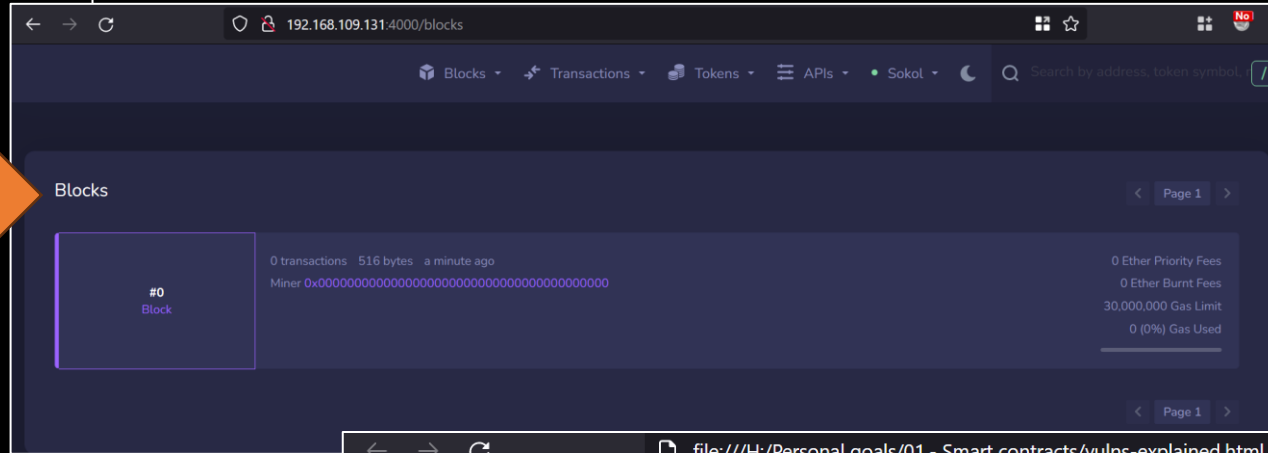 192.168.109.131:4000/blocks
No
Blocks
Transactions
Tokens
APIs
Sokol
Search by address, token symbol,
/
Blocks
Page 1
#0
Block
0 transactions 516 bytes a minute ago
Miner 0x0000000000000000000000000000000000000000
0 Ether Priority Fees
0 Ether Burnt Fees
30,000,000 Gas Limit
0 (0%) Gas Used
Page 1
file:///H:/Personal goals/01 - Smart contracts/vulns-explained.html